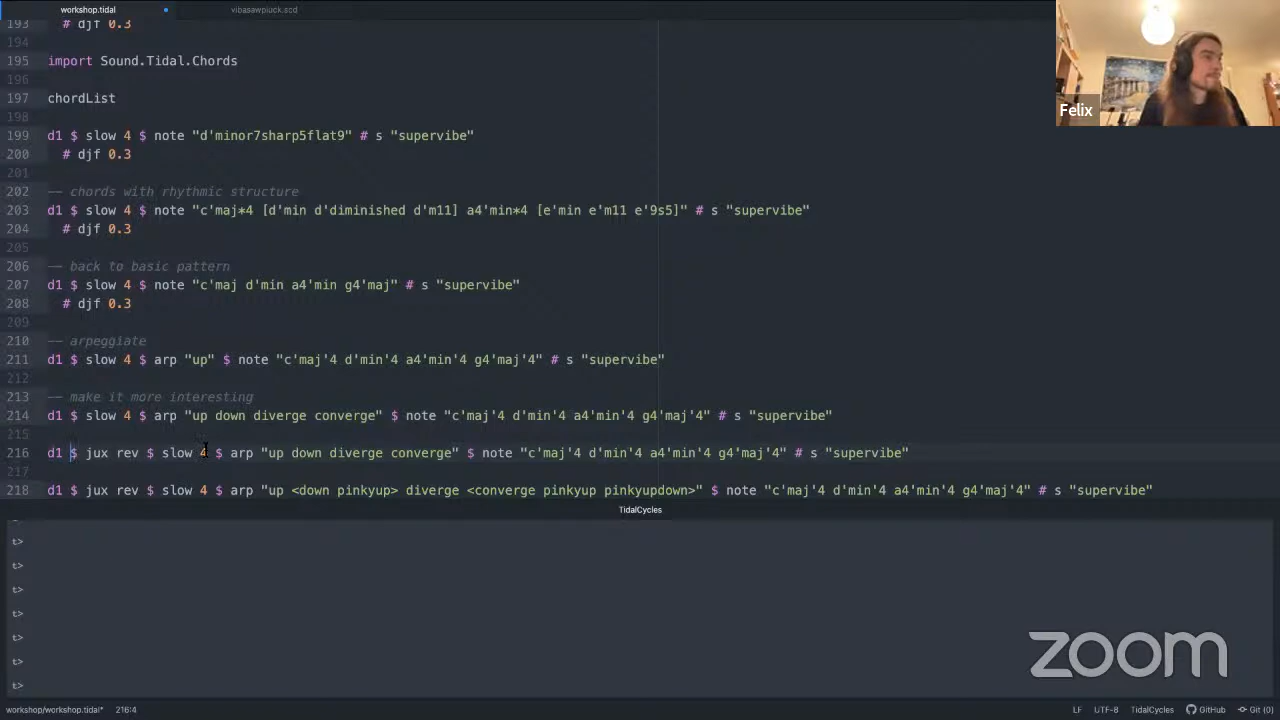 workshop.tidal
vibasawpluck.scd
Felix
193 # djf 0.3
194
195 import Sound.Tidal.Chords
196
197 chordList
198
199 d1 $ slow 4 $ note "d'minor7sharp5flat9" # s "supervibe"
200 # djf 0.3
201
202 -- chords with rhythmic structure
203 d1 $ slow 4 $ note "c'maj*4 [d'min d'diminished d'm11] a4'min*4 [e'min e'm11 e'9s5]" # s "supervibe"
204 # djf 0.3
205
206 -- back to basic pattern
207 d1 $ slow 4 $ note "c'maj d'min a4'min g4'maj" # s "supervibe"
208 # djf 0.3
209
210 -- arpeggiate
211 d1 $ slow 4 $ arp "up" $ note "c'maj'4 d'min'4 a4'min'4 g4'maj'4" # s "supervibe"
212
213 -- make it more interesting
214 d1 $ slow 4 $ arp "up down diverge converge" $ note "c'maj'4 d'min'4 a4'min'4 g4'maj'4" # s "supervibe"
215
216 d1 $ jux rev $ slow 4 $ arp "up down diverge converge" $ note "c'maj'4 d'min'4 a4'min'4 g4'maj'4" # s "supervibe"
217
218 d1 $ jux rev $ slow 4 $ arp "up <down pinkyup> diverge <converge pinkyup pinkyupdown>" $ note "c'maj'4 d'min'4 a4'min'4 g4'maj'4" # s "supervibe"
TidalCycles
t>
t>
t>
t>
t>
t>
t>
zoom
workshop/workshop.tidal* 216:4 LF UTF-8 TidalCycles GitHub Git (0)